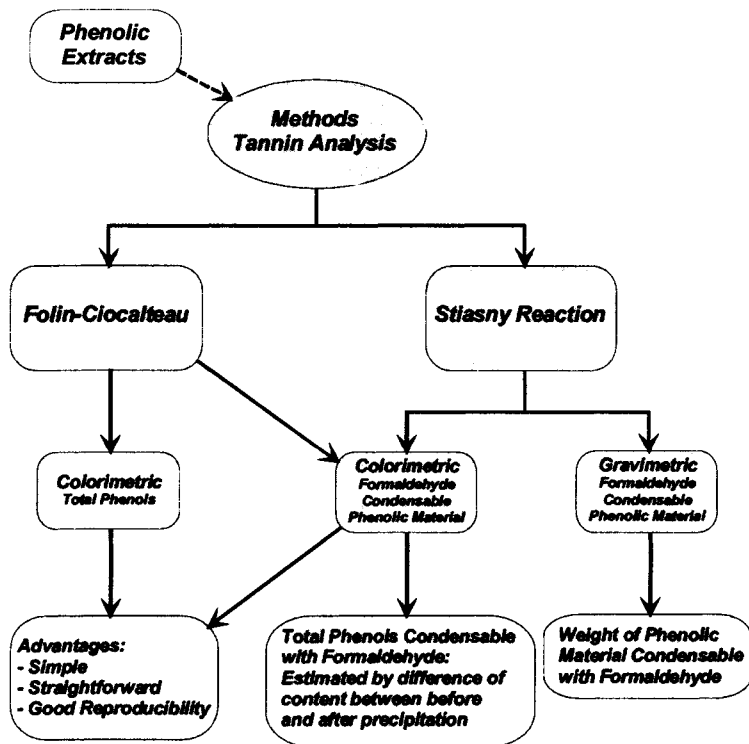 Phenolic
Extracts
Methods
Tannin Analysis
Folin-Ciocalteau
Stiasny Reaction
Colorimetric
Total Phenols
Colorimetric
Formaldehyde
Condensable
Phenolic Material
Gravimetric
Formaldehyde
Condensable
Phenolic Material
Advantages:
- Simple
- Straightforward
- Good Reproducibility
Total Phenols Condensable
with Formaldehyde:
Estimated by difference of
content between before
and after precipitation
Weight of Phenolic
Material Condensable
with Formaldehyde